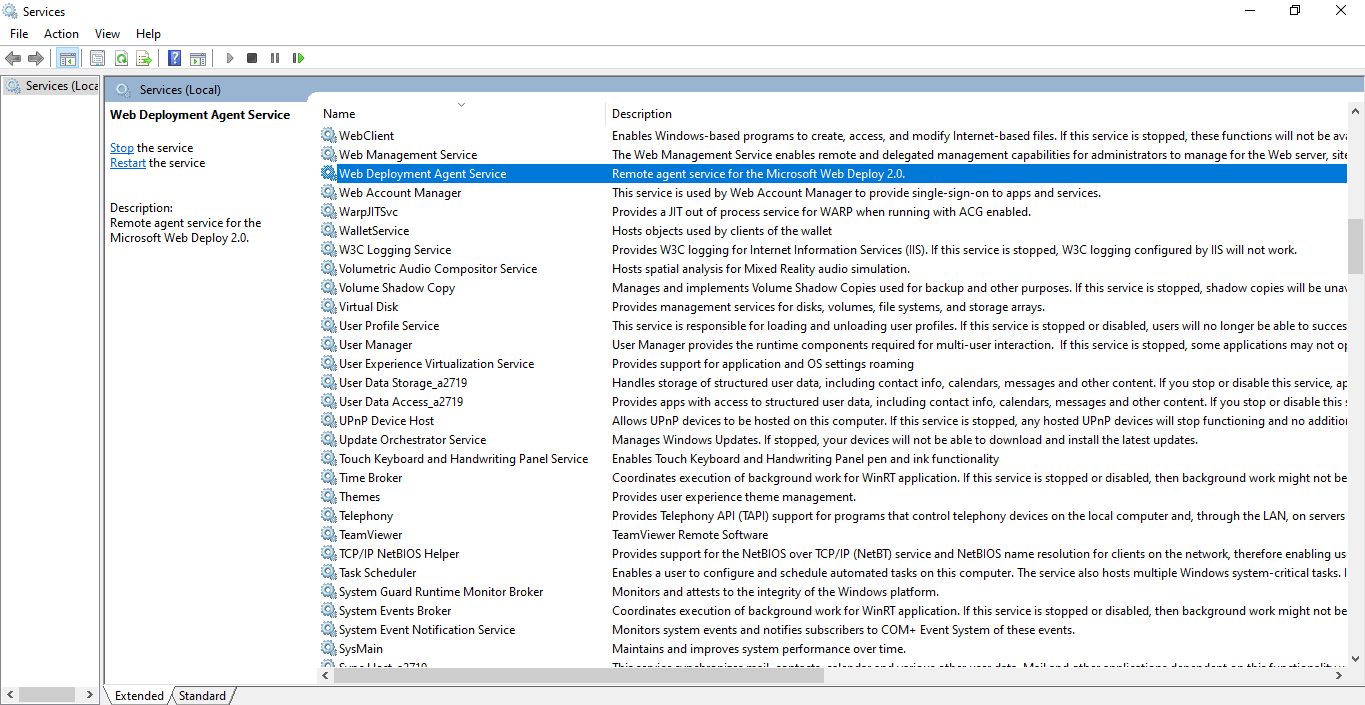 Services
File Action View Help
Services (Loca
Services (Local)
Web Deployment Agent Service
Stop the service
Restart the service
Description:
Remote agent service for the
Microsoft Web Deploy 2.0.
Name Description
WebClient Enables Windows-based programs to create, access, and modify Internet-based files. If this service is stopped, these functions will not be ava
Web Management Service The Web Management Service enables remote and delegated management capabilities for administrators to manage for the Web server, site
Web Deployment Agent Service Remote agent service for the Microsoft Web Deploy 2.0.
Web Account Manager This service is used by Web Account Manager to provide single-sign-on to apps and services.
WarpJITSvc Provides a JIT out of process service for WARP when running with ACG enabled.
WalletService Hosts objects used by clients of the wallet
W3C Logging Service Provides W3C logging for Internet Information Services (IIS). If this service is stopped, W3C logging configured by IIS will not work.
Volumetric Audio Compositor Service Hosts spatial analysis for Mixed Reality audio simulation.
Volume Shadow Copy Manages and implements Volume Shadow Copies used for backup and other purposes. If this service is stopped, shadow copies will be unav
Virtual Disk Provides management services for disks, volumes, file systems, and storage arrays.
User Profile Service This service is responsible for loading and unloading user profiles. If this service is stopped or disabled, users will no longer be able to succes
User Manager User Manager provides the runtime components required for multi-user interaction. If this service is stopped, some applications may not op
User Experience Virtualization Service Provides support for application and OS settings roaming
User Data Storage_a2719 Handles storage of structured user data, including contact info, calendars, messages and other content. If you stop or disable this service, ap
User Data Access_a2719 Provides apps with access to structured user data, including contact info, calendars, messages and other content. If you stop or disable this s
UPnP Device Host Allows UPnP devices to be hosted on this computer. If this service is stopped, any hosted UPnP devices will stop functioning and no addition
Update Orchestrator Service Manages Windows Updates. If stopped, your devices will not be able to download and install the latest updates.
Touch Keyboard and Handwriting Panel Service Enables Touch Keyboard and Handwriting Panel pen and ink functionality
Time Broker Coordinates execution of background work for WinRT application. If this service is stopped or disabled, then background work might not be
Themes Provides user experience theme management.
Telephony Provides Telephony API (TAPI) support for programs that control telephony devices on the local computer and, through the LAN, on servers
TeamViewer TeamViewer Remote Software
TCP/IP NetBIOS Helper Provides support for the NetBIOS over TCP/IP (NetBT) service and NetBIOS name resolution for clients on the network, therefore enabling us
Task Scheduler Enables a user to configure and schedule automated tasks on this computer. The service also hosts multiple Windows system-critical tasks. I
System Guard Runtime Monitor Broker Monitors and attests to the integrity of the Windows platform.
System Events Broker Coordinates execution of background work for WinRT application. If this service is stopped or disabled, then background work might not be
System Event Notification Service Monitors system events and notifies subscribers to COM+ Event System of these events.
SysMain Maintains and improves system performance over time.
Sync Host_a2719 This service synchronizes mail, contacts, calendar and various other user data. Mail and other applications dependent on this functionality
Extended Standard